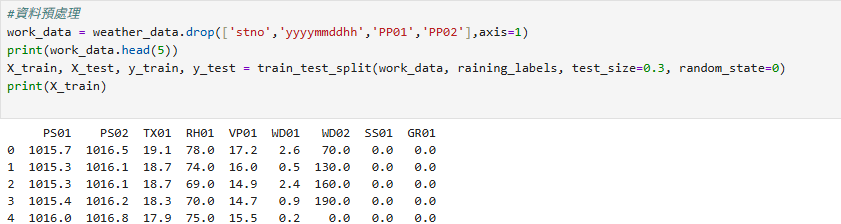 #資料預處理
work_data = weather_data.drop(['stno','yyyymmddhh','PP01','PP02'],axis=1)
print(work_data.head(5))
X_train, X_test, y_train, y_test = train_test_split(work_data, raining_labels, test_size=0.3, random_state=0)
print(X_train)
PS01 PS02 TX01 RH01 VP01 WD01 WD02 SS01 GR01
0 1015.7 1016.5 19.1 78.0 17.2 2.6 70.0 0.0 0.0
1 1015.3 1016.1 18.7 74.0 16.0 0.5 130.0 0.0 0.0
2 1015.3 1016.1 18.7 69.0 14.9 2.4 160.0 0.0 0.0
3 1015.4 1016.2 18.3 70.0 14.7 0.9 190.0 0.0 0.0
4 1016.0 1016.8 17.9 75.0 15.5 0.2 0.0 0.0 0.0